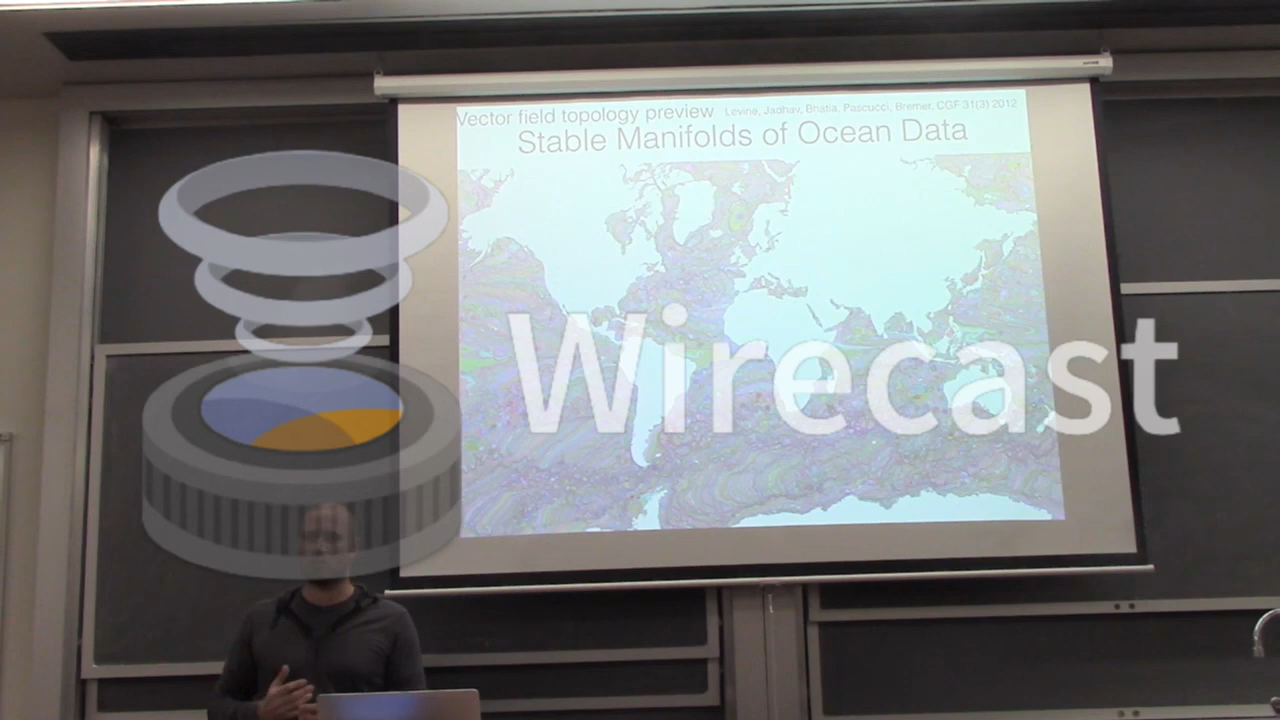 Vector field topology preview Levine, Jadhav, Bhatia, Pascucci, Bremer, CGF 31(3) 2012
Stable Manifolds of Ocean Data
Wirecast